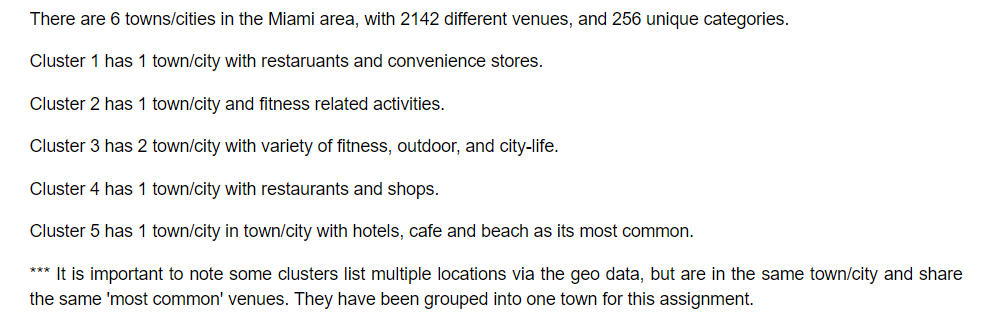 There are 6 towns/cities in the Miami area, with 2142 different venues, and 256 unique categories.
Cluster 1 has 1 town/city with restaruants and convenience stores.
Cluster 2 has 1 town/city and fitness related activities.
Cluster 3 has 2 town/city with variety of fitness, outdoor, and city-life.
Cluster 4 has 1 town/city with restaurants and shops.
Cluster 5 has 1 town/city in town/city with hotels, cafe and beach as its most common.
*** It is important to note some clusters list multiple locations via the geo data, but are in the same town/city and share
the same 'most common' venues. They have been grouped into one town for this assignment.